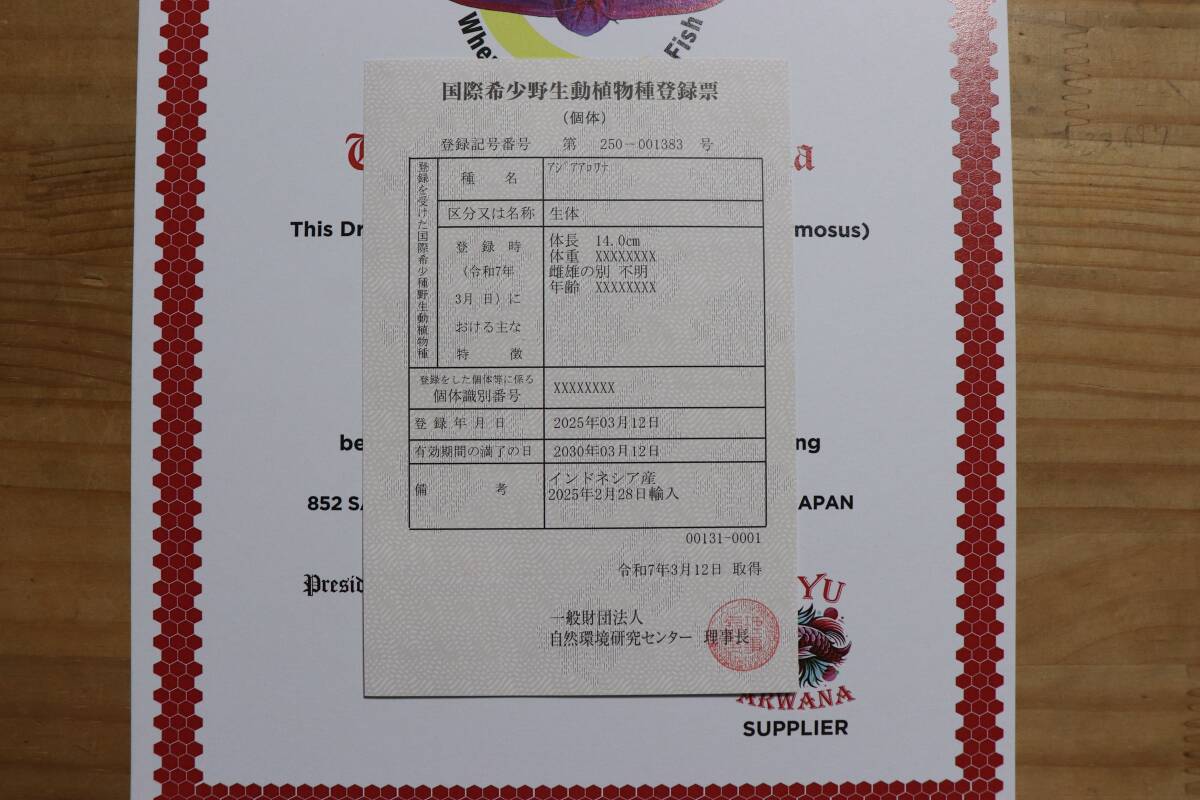 Whe
Fish
国際希少野生動植物種登録票
(個体)
登録記号番号 第 250-001383 号
登録を受けた国際希少種野生動植物種
種 名 アジアアロワナ
区分又は名称 生体
登 録 時
(令和7年
3月 日)に
おける主な
特 徴
体長 14.0cm
体重 XXXXXXXX
雌雄の別 不明
年齢 XXXXXXXX
登録をした個体等に係る
個体識別番号 XXXXXXXX
登 録 年 月 日 2025年03月12日
有効期間の満了の日 2030年03月12日
備 考 インドネシア産
2025年2月28日輸入
00131-0001
令和7年3月12日 取得
一般財団法人
自然環境研究センター 理事長
T a
This Dr mosus)
be ng
852 SA APAN
Presid
YU
ARWANA
SUPPLIER